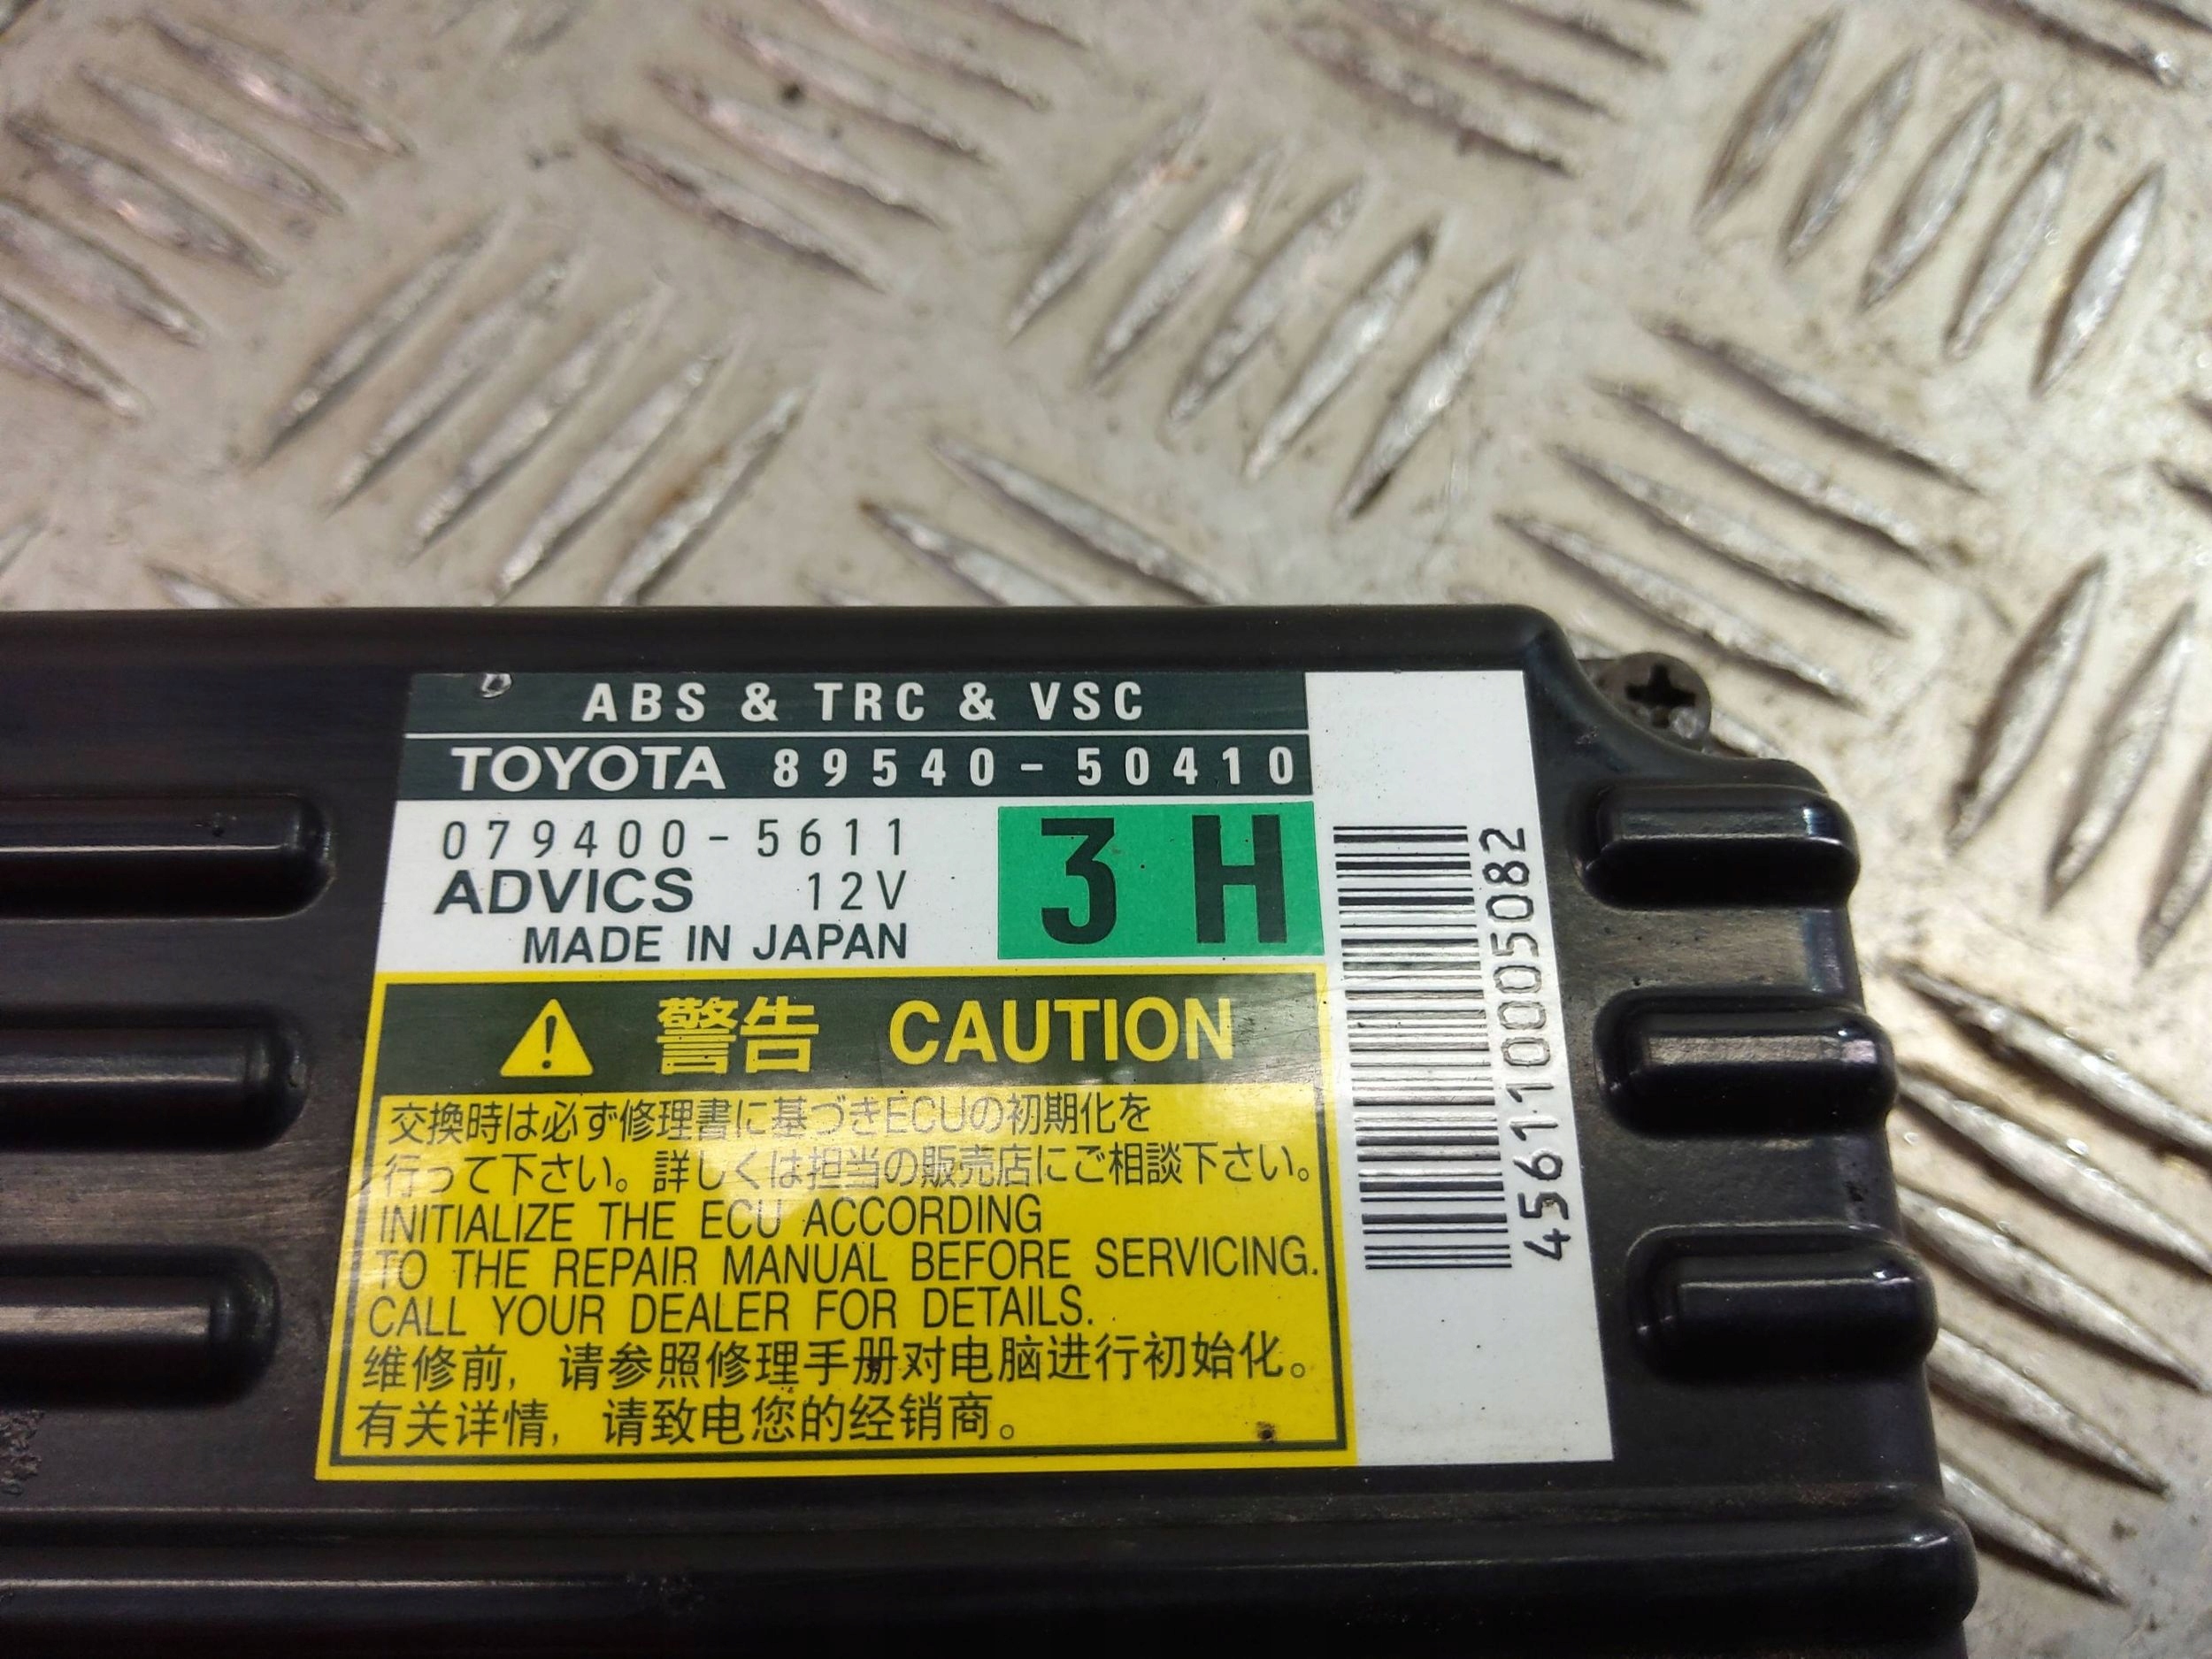 ABS & TRC & VSC
TOYOTA 89540-50410
079400-5611
ADVICS 12V
MADE IN JAPAN
3 H
警告 CAUTION
交換時は必ず修理書に基づきECUの初期化を
行って下さい。詳しくは担当の販売店にご相談下さい。
INITIALIZE THE ECU ACCORDING
TO THE REPAIR MANUAL BEFORE SERVICING.
CALL YOUR DEALER FOR DETAILS.
维修前，请参照修理手册对电脑进行初始化。
有关详情，请致电您的经销商。
456110005082